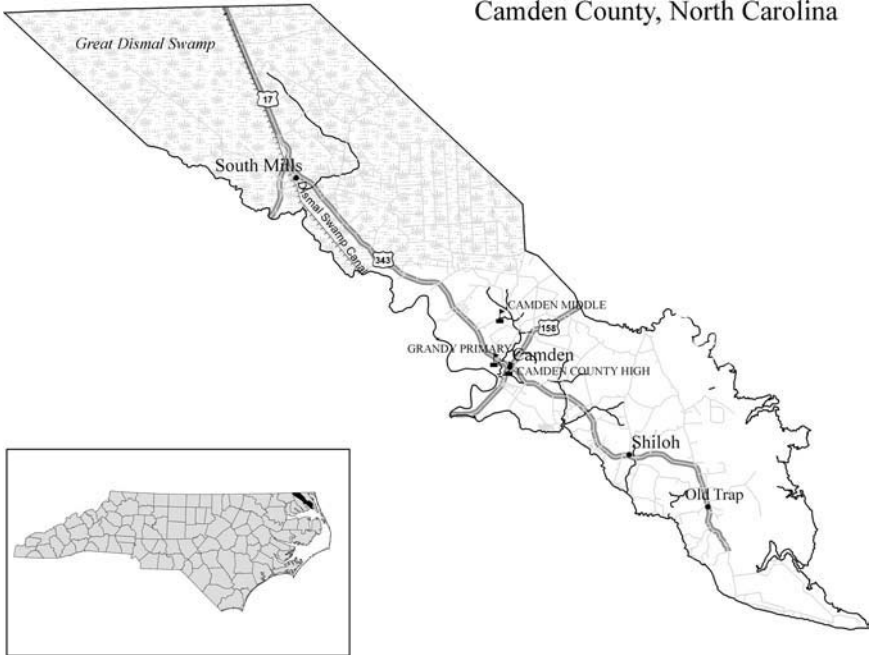 Camden County, North Carolina
Great Dismal Swamp
17
South Mills
Dismal Swamp Canal
343
CAMDEN MIDDLE
158
GRANDY PRIMARY
Camden
CAMDEN COUNTY HIGH
Shiloh
Old Trap